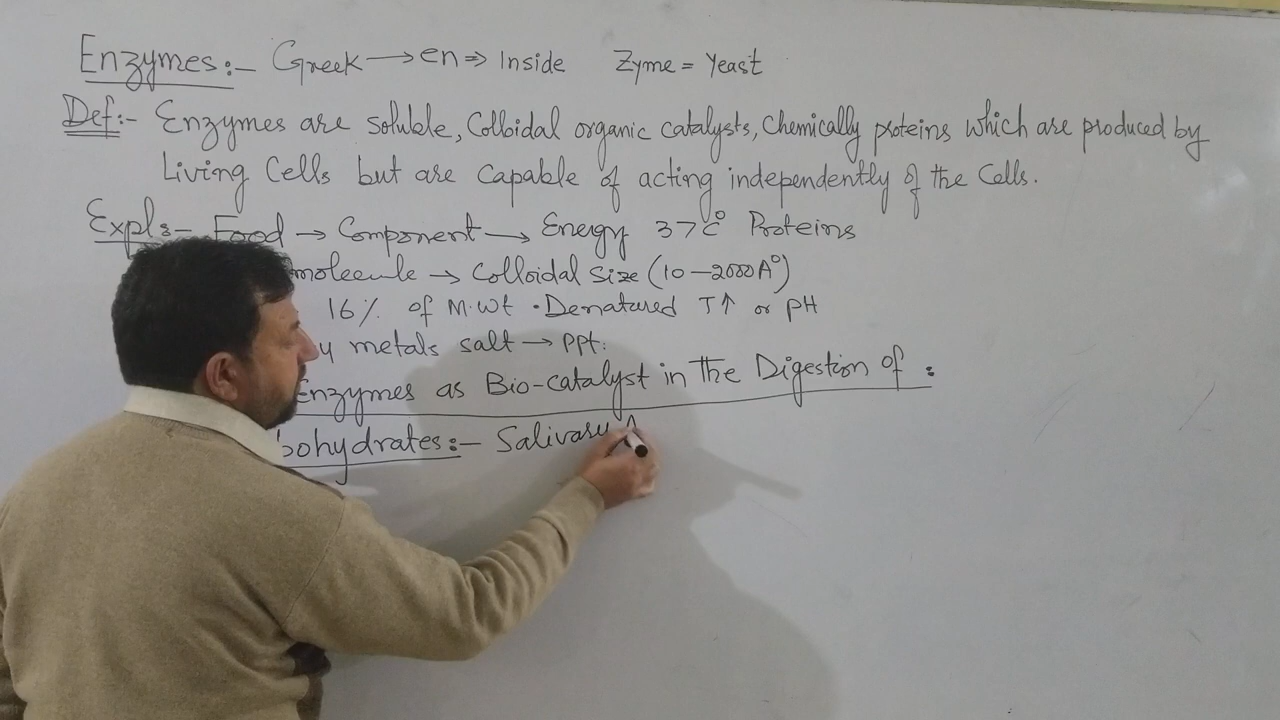 Enzymes:- Greek → en ⇒ Inside Zyme = Yeast
Def:- Enzymes are soluble, Colloidal organic catalysts, Chemically proteins which are produced by
Living Cells but are capable of acting independently of the Cells.
Expl:- Food → Component → Energy 37°C Proteins
molecule → Colloidal Size (10-2000A°)
16% of M.wt . Denatured T↑ or pH
metals salt → ppt.
Enzymes as Bio-catalyst in the Digestion of :
bohydrates:- Salivary